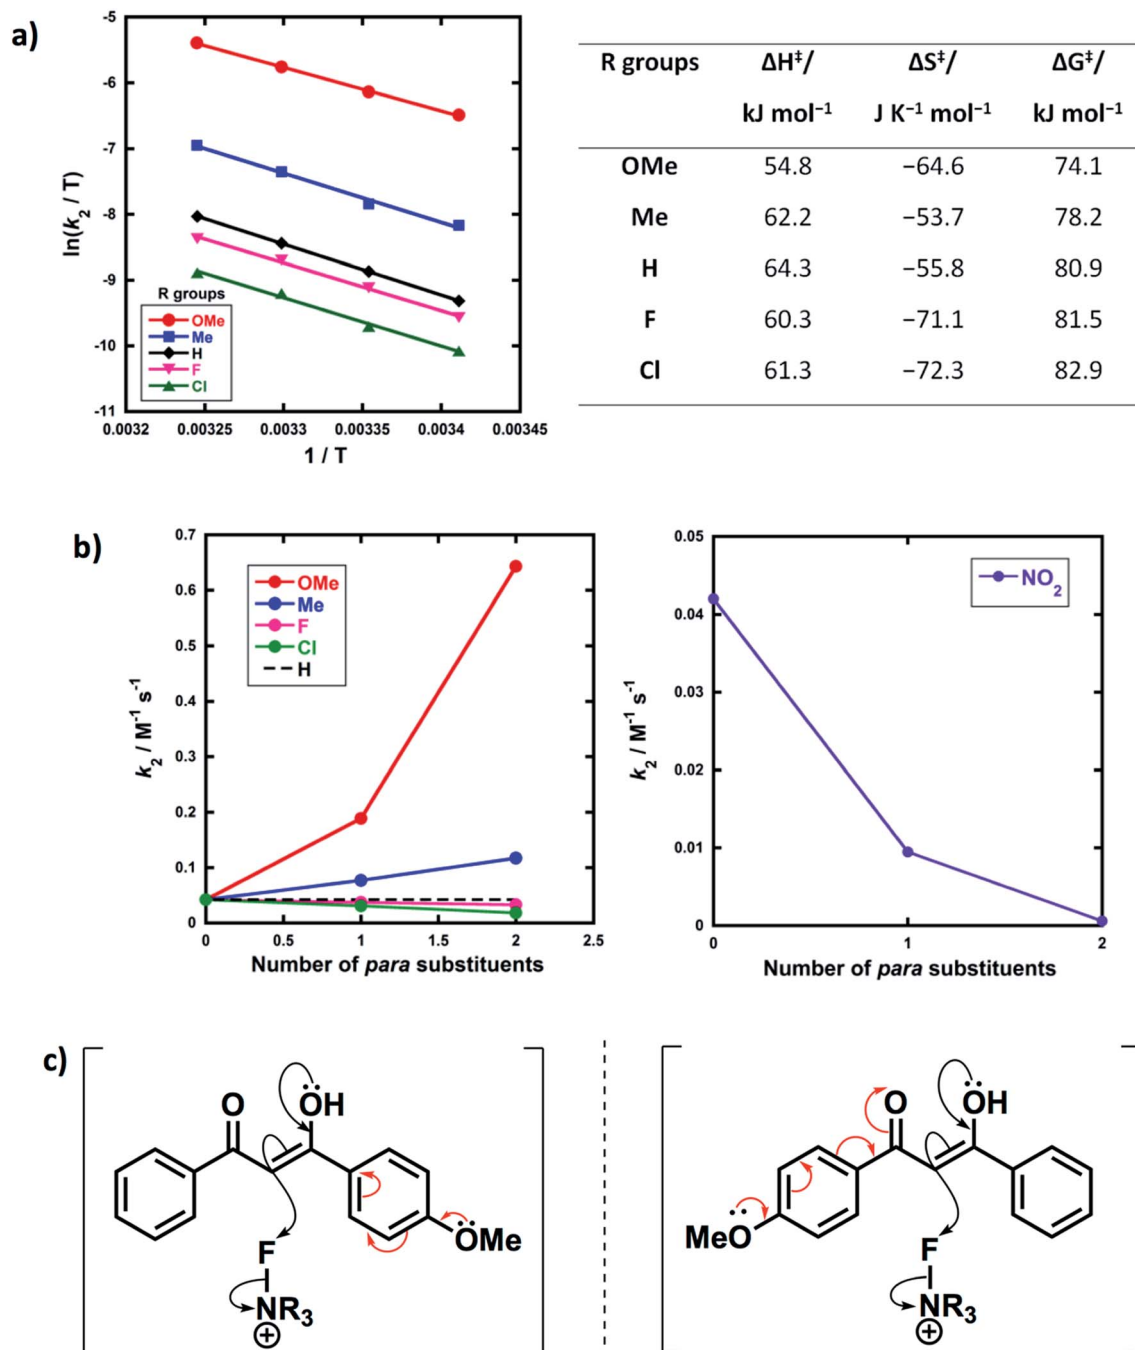 a)
-5
-6
-7
-8
-9
-10
-11
ln(k₂ / T)
R groups
OMe
Me
H
F
Cl
0.0032 0.00325 0.0033 0.00335 0.0034 0.00345
1 / T
R groups ΔH‡/ ΔS‡/ ΔG‡/
kJ mol⁻¹ J K⁻¹ mol⁻¹ kJ mol⁻¹
OMe 54.8 −64.6 74.1
Me 62.2 −53.7 78.2
H 64.3 −55.8 80.9
F 60.3 −71.1 81.5
Cl 61.3 −72.3 82.9
b)
0.7
0.6
0.5
0.4
0.3
0.2
0.1
0
k₂ / M⁻¹ s⁻¹
OMe
Me
F
Cl
H
0 0.5 1 1.5 2 2.5
Number of para substituents
0.05
0.04
0.03
0.02
0.01
0
k₂ / M⁻¹ s⁻¹
NO₂
0 1 2
Number of para substituents
c)
O OH
OMe
F
NR₃
+
O OH
MeO
F
NR₃
+